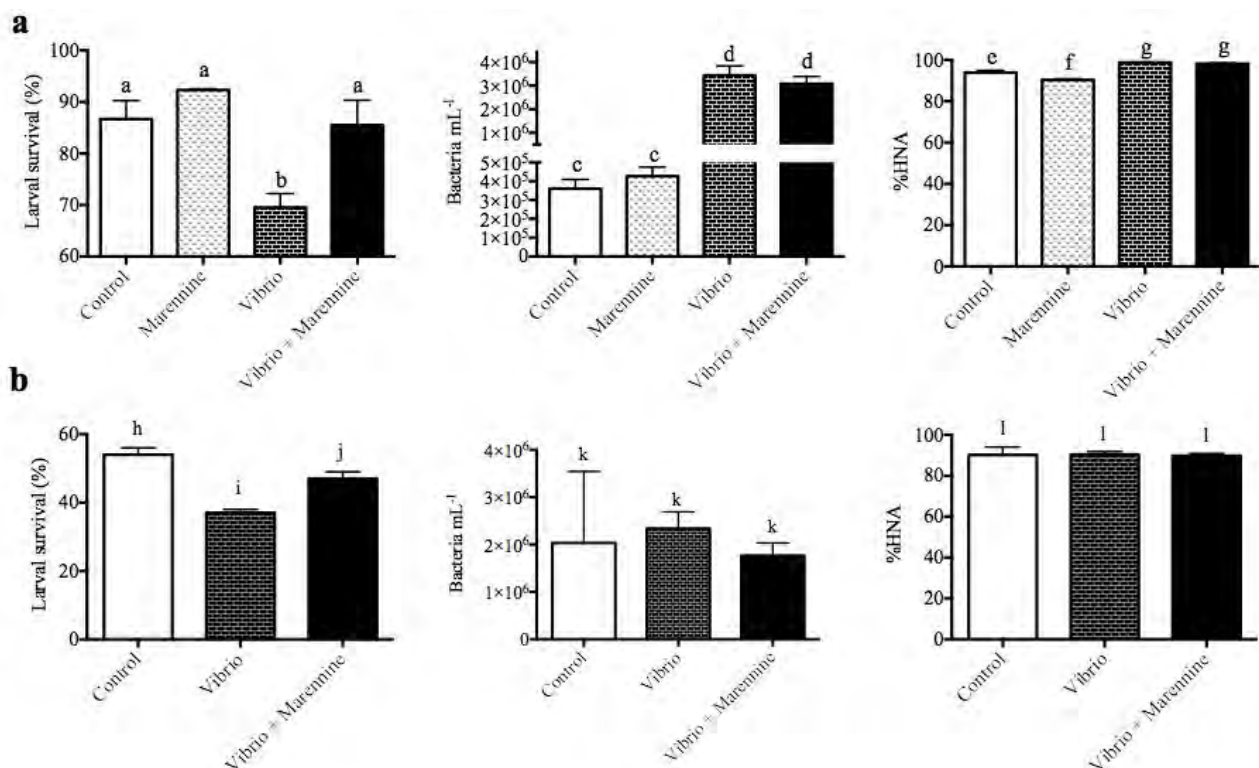 a
Larval survival (%)
100
90
80
70
60
a
a
b
a
Control
Marennine
Vibrio
Vibrio + Marennine
Bacteria mL⁻¹
4×10⁶
3×10⁶
2×10⁶
1×10⁶
5×10⁵
4×10⁵
3×10⁵
2×10⁵
1×10⁵
0
c
c
d
d
Control
Marennine
Vibrio
Vibrio + Marennine
%HNA
100
80
60
40
20
0
e
f
g
g
Control
Marennine
Vibrio
Vibrio + Marennine
b
Larval survival (%)
60
40
20
0
h
i
j
Control
Vibrio
Vibrio + Marennine
Bacteria mL⁻¹
4×10⁶
3×10⁶
2×10⁶
1×10⁶
0
k
k
k
Control
Vibrio
Vibrio + Marennine
%HNA
100
80
60
40
20
0
l
l
l
Control
Vibrio
Vibrio + Marennine